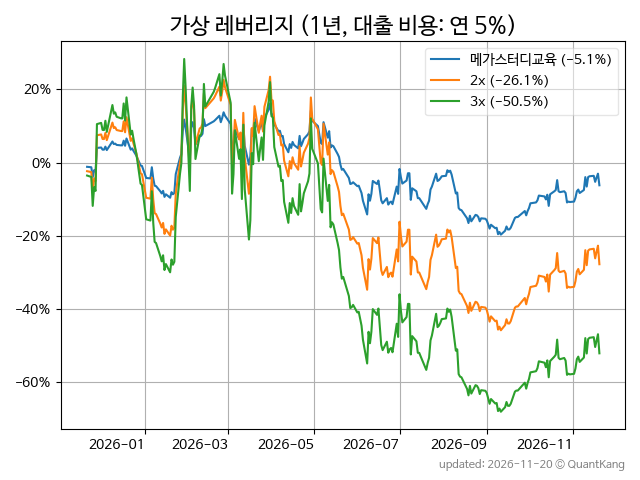 가상 레버리지 (1년, 대출 비용: 연 5%)
메가스터디교육 (−5.1%)
2x (−26.1%)
3x (−50.5%)
20%
0%
−20%
−40%
−60%
2026-01 2026-03 2026-05 2026-07 2026-09 2026-11
updated: 2026-11-20 © QuantKang